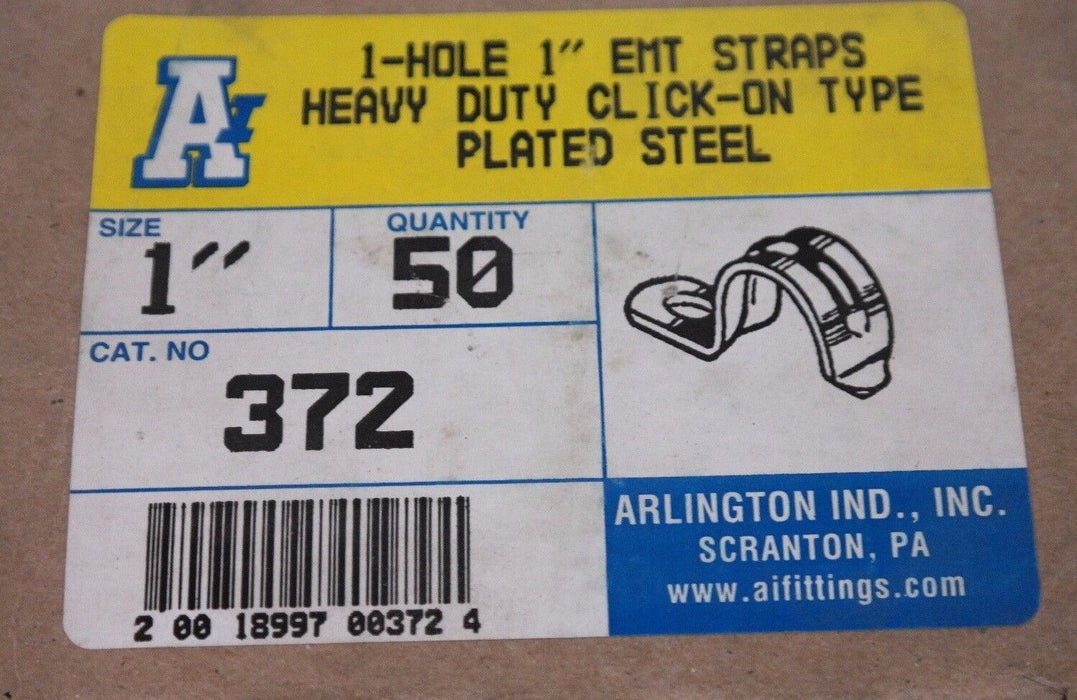 1-HOLE 1" EMT STRAPS
HEAVY DUTY CLICK-ON TYPE
PLATED STEEL
AI
SIZE
1"
QUANTITY
50
CAT. NO
372
2 00 18997 00372 4
ARLINGTON IND., INC.
SCRANTON, PA
www.aifittings.com